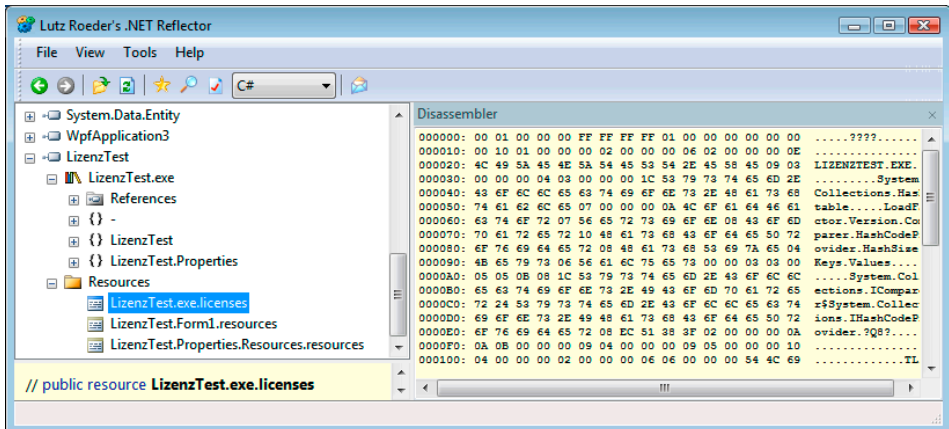 Lutz Roeder's .NET Reflector
File View Tools Help
C#
System.Data.Entity
WpfApplication3
LizenzTest
LizenzTest.exe
References
{} -
{} LizenzTest
{} LizenzTest.Properties
Resources
LizenzTest.exe.licenses
LizenzTest.Form1.resources
LizenzTest.Properties.Resources.resources
// public resource LizenzTest.exe.licenses
Disassembler
000000: 00 01 00 00 00 FF FF FF FF 01 00 00 00 00 00 00 .....????.......
000010: 00 10 01 00 00 00 02 00 00 00 06 02 00 00 00 0E
000020: 4C 49 5A 45 4E 5A 54 45 53 54 2E 45 58 45 09 03 LIZENZTEST.EXE.
000030: 00 00 00 04 03 00 00 00 1C 53 79 73 74 65 6D 2E .........System
000040: 43 6F 6C 6C 65 63 74 69 6F 6E 73 2E 48 61 73 68 Collections.Has
000050: 74 61 62 6C 65 07 00 00 00 0A 4C 6F 61 64 46 61 table.....LoadF
000060: 63 74 6F 72 07 56 65 72 73 69 6F 6E 08 43 6F 6D ctor.Version.Co
000070: 70 61 72 65 72 10 48 61 73 68 43 6F 64 65 50 72 parer.HashCodeP
000080: 6F 76 69 64 65 72 08 48 61 73 68 53 69 7A 65 04 ovider.HashSize
000090: 4B 65 79 73 06 56 61 6C 75 65 73 00 00 03 03 00 Keys.Values....
0000A0: 05 05 0B 08 1C 53 79 73 74 65 6D 2E 43 6F 6C 6C .....System.Col
0000B0: 65 63 74 69 6F 6E 73 2E 49 43 6F 6D 70 61 72 65 ections.ICompar
0000C0: 72 24 53 79 73 74 65 6D 2E 43 6F 6C 6C 65 63 74 r$System.Collec
0000D0: 69 6F 6E 73 2E 49 48 61 73 68 43 6F 64 65 50 72 ions.IHashCodeP
0000E0: 6F 76 69 64 65 72 08 EC 51 38 3F 02 00 00 00 0A ovider.?Q8?....
0000F0: 0A 0B 00 00 00 09 04 00 00 00 09 05 00 00 00 10
000100: 04 00 00 00 02 00 00 00 06 06 00 00 00 54 4C 69 .............TL